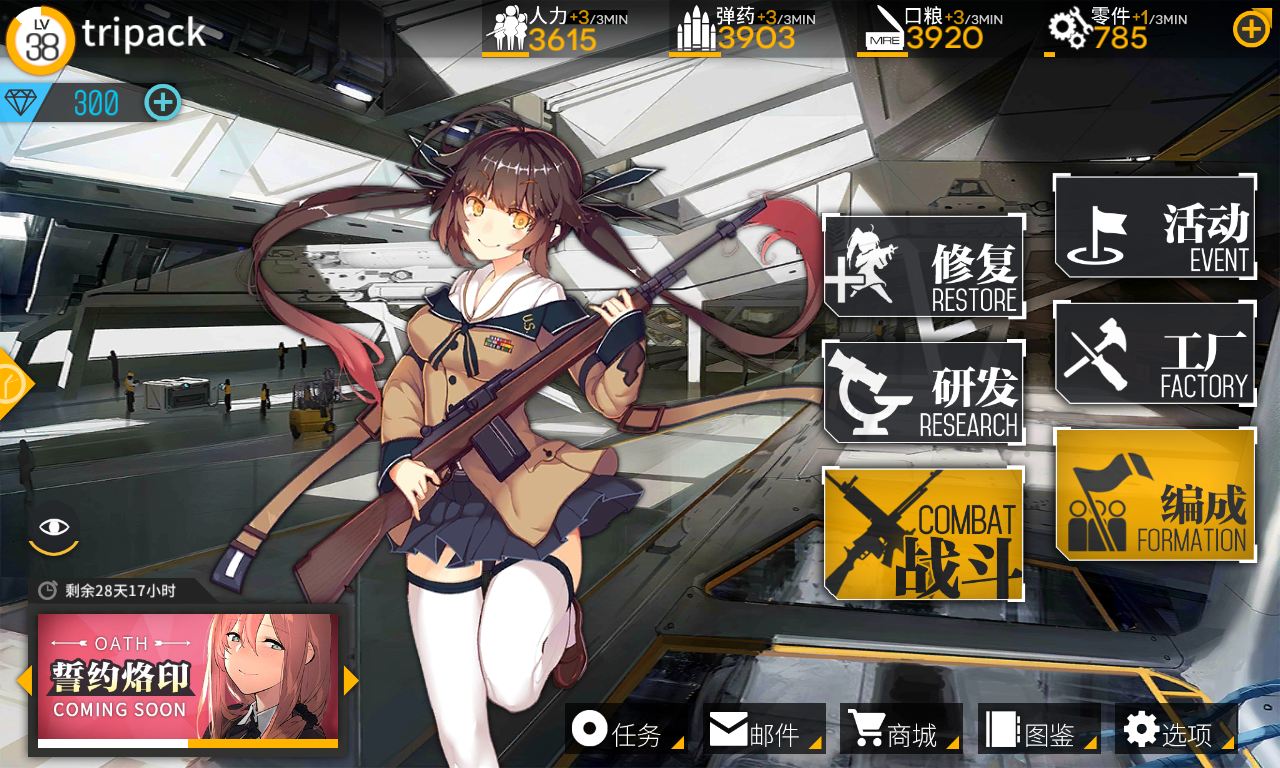 LV
38
tripack
人力+3/3MIN
3615
弹药+3/3MIN
3903
MRE
口粮+3/3MIN
3920
零件+1/3MIN
785
300
U.S.
修复
RESTORE
活动
EVENT
研发
RESEARCH
工厂
FACTORY
COMBAT
战斗
编成
FORMATION
剩余28天17小时
OATH
誓约烙印
COMING SOON
任务
邮件
商城
图鉴
选项